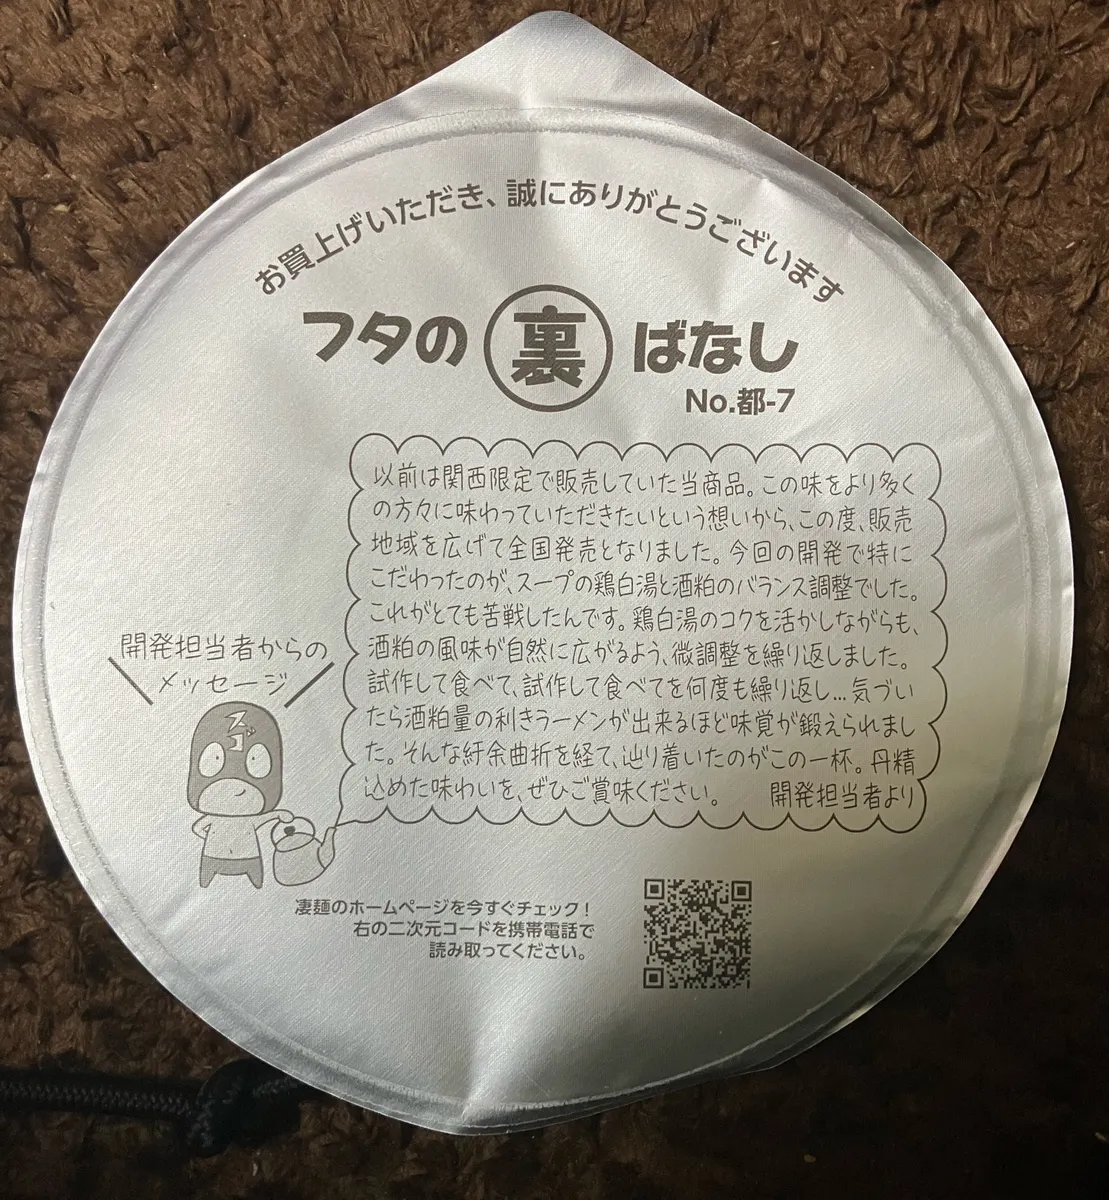 お買上げいただき、誠にありがとうございます
フタの裏ばなし
No.都-7
以前は関西限定で販売していた当商品。この味をより多く
の方々に味わっていただきたいという想いから、この度、販売
地域を広げて全国発売となりました。今回の開発で特に
こだわったのが、スープの鶏白湯と酒粕のバランス調整でした。
これがとても苦戦したんです。鶏白湯のコクを活かしながらも、
酒粕の風味が自然に広がるよう、微調整を繰り返しました。
試作して食べて、試作して食べてを何度も繰り返し…気づい
たら酒粕量の利きラーメンが出来るほど味覚が鍛えられまし
た。そんな紆余曲折を経て、辿り着いたのがこの一杯。丹精
込めた味わいを、ぜひご賞味ください。 開発担当者より
開発担当者からの
メッセージ
スゴ
凄麺のホームページを今すぐチェック!
右の二次元コードを携帯電話で
読み取ってください。